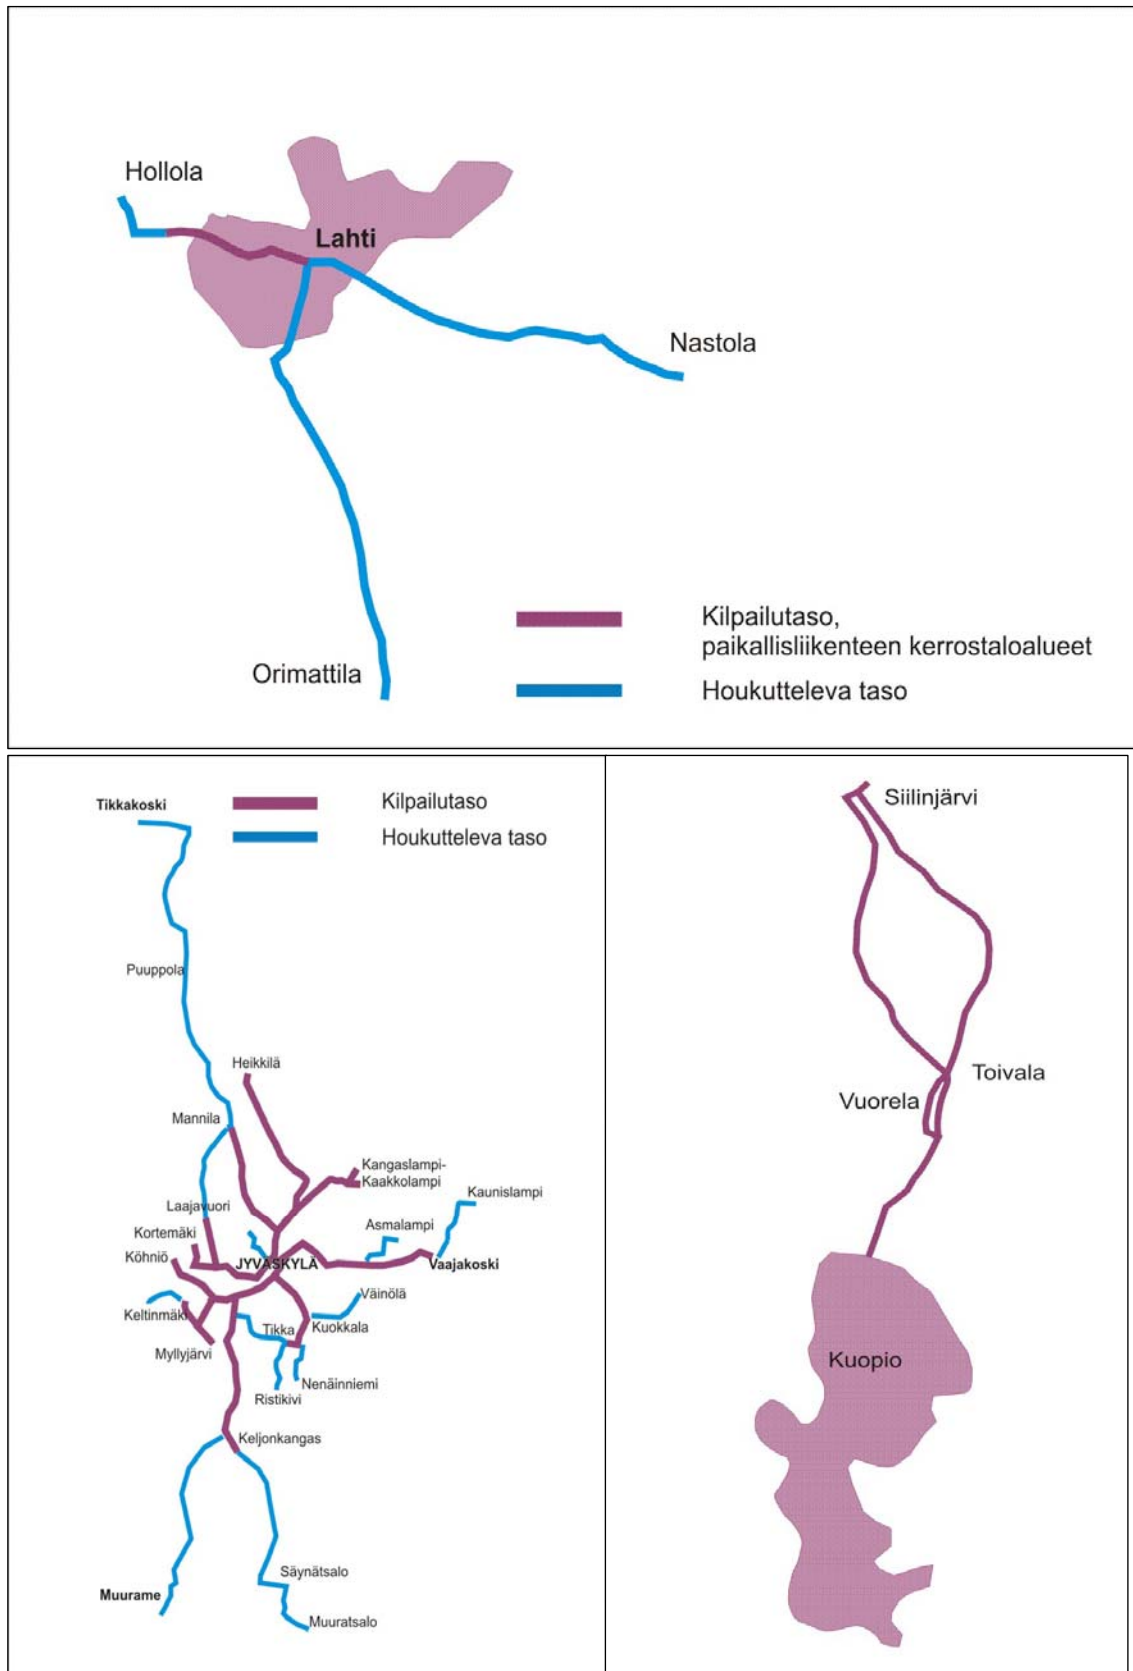 Hollola
Lahti
Nastola
Orimattila
Kilpailutaso,
paikallisliikenteen kerrostaloalueet
Houkutteleva taso
Tikkakoski
Kilpailutaso
Houkutteleva taso
Puuppola
Heikkilä
Mannila
Kangaslampi-
Kaakkolampi
Kaunislampi
Laajavuori
Asmalampi
Kortemäki
Köhniö
JYVÄSKYLÄ
Vaajakoski
Väinölä
Keltinmäki
Tikka
Kuokkala
Myllyjärvi
Nenäinniemi
Ristikivi
Keljonkangas
Säynätsalo
Muurame
Muuratsalo
Siilinjärvi
Toivala
Vuorela
Kuopio